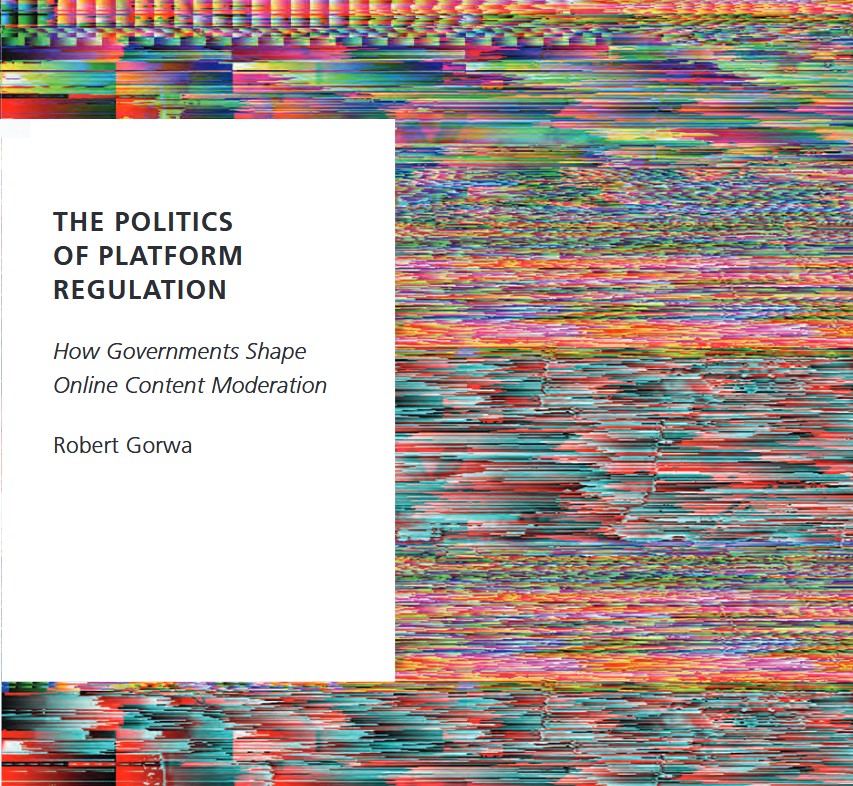 THE POLITICS
OF PLATFORM
REGULATION
How Governments Shape
Online Content Moderation
Robert Gorwa